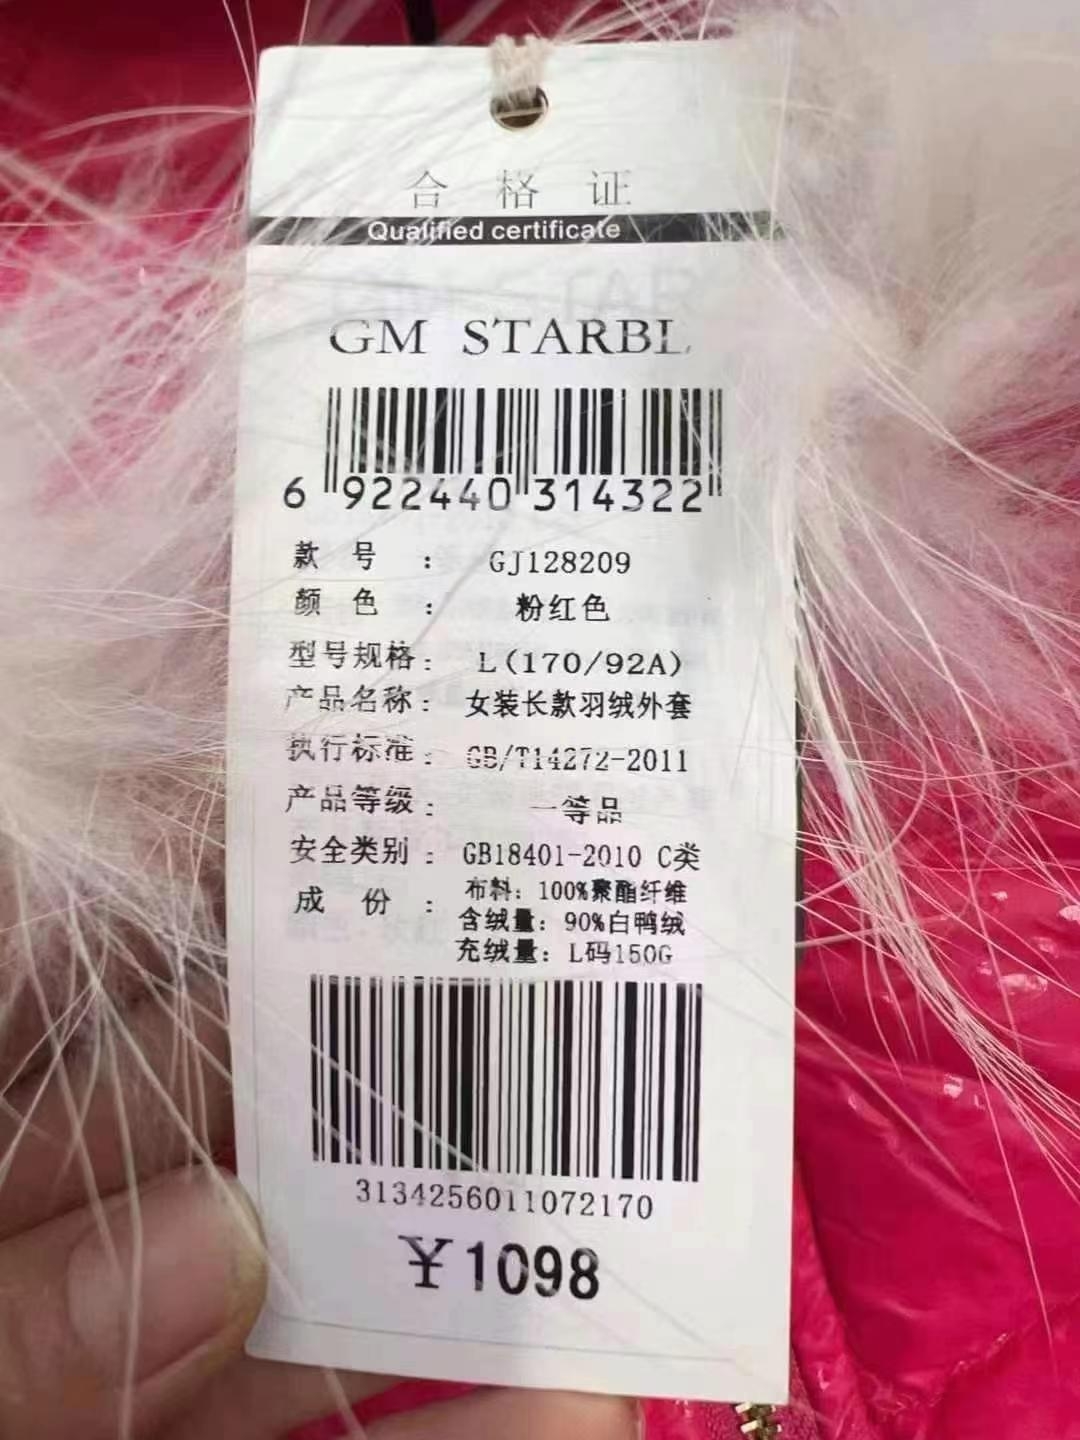 合格证
Qualified certificate
GM STARBL
6 922440 314322
款号：GJ128209
颜色：粉红色
型号规格：L(170/92A)
产品名称：女装长款羽绒外套
执行标准：GB/T14272-2011
产品等级：一等品
安全类别：GB18401-2010 C类
成份：布料：100%聚酯纤维
含绒量：90%白鸭绒
充绒量：L码150G
3134256011072170
￥1098